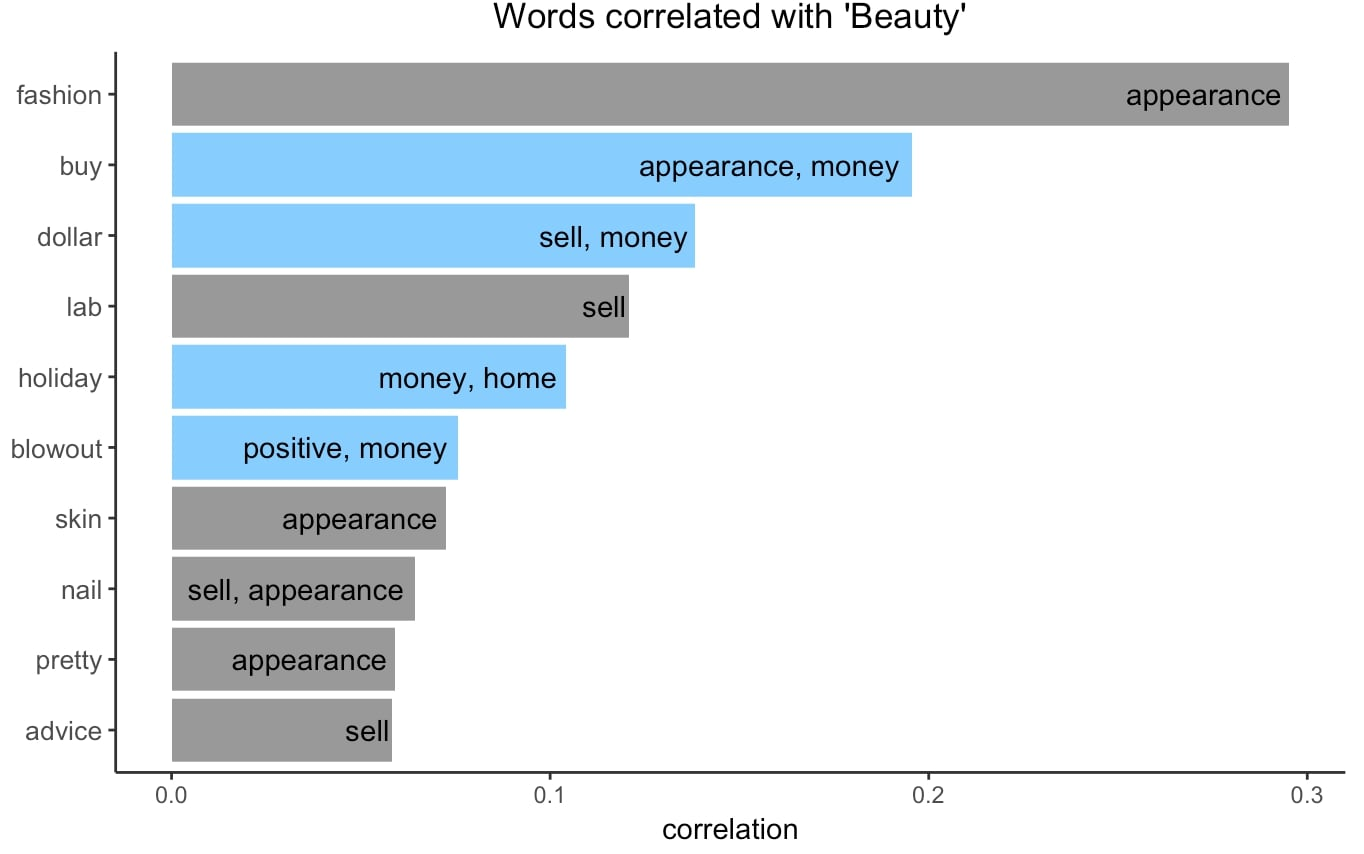 Words correlated with 'Beauty'
fashion appearance
buy appearance, money
dollar sell, money
lab sell
holiday money, home
blowout positive, money
skin appearance
nail sell, appearance
pretty appearance
advice sell
0.0 0.1 0.2 0.3
correlation